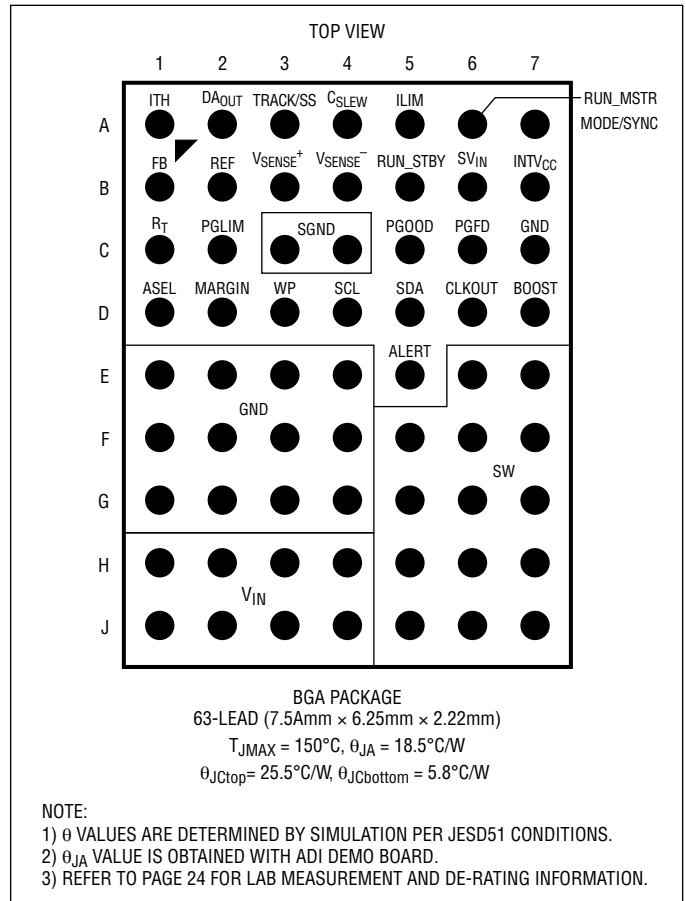 TOP VIEW
1 2 3 4 5 6 7
ITH DAOUT TRACK/SS CSLEW ILIM RUN_MSTR
A MODE/SYNC
FB REF VSENSE+ VSENSE– RUN_STBY SVIN INTVCC
B
RT PGLIM SGND PGOOD PGFD GND
C
ASEL MARGIN WP SCL SDA CLKOUT BOOST
D
ALERT
E
GND
F
SW
G
H
VIN
J
BGA PACKAGE
63-LEAD (7.5Amm × 6.25mm × 2.22mm)
TJMAX = 150°C, θJA = 18.5°C/W
θJCtop= 25.5°C/W, θJCbottom = 5.8°C/W
NOTE:
1) θ VALUES ARE DETERMINED BY SIMULATION PER JESD51 CONDITIONS.
2) θJA VALUE IS OBTAINED WITH ADI DEMO BOARD.
3) REFER TO PAGE 24 FOR LAB MEASUREMENT AND DE-RATING INFORMATION.